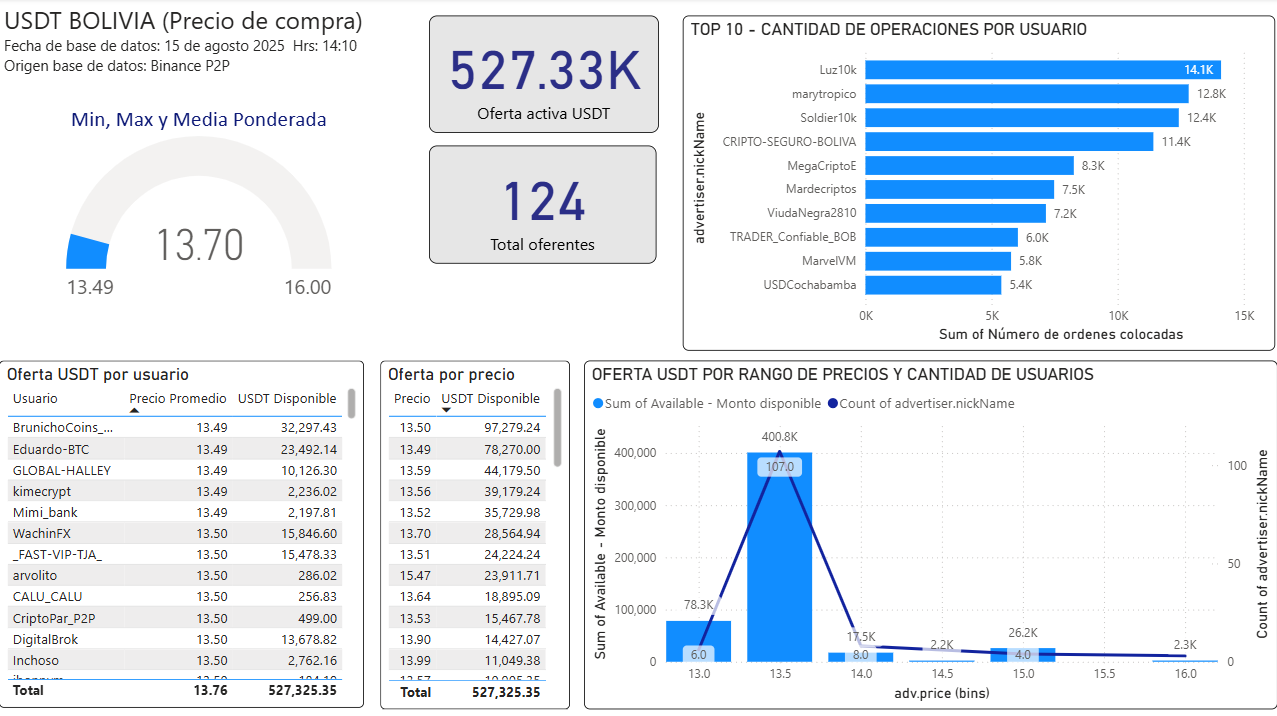 USDT BOLIVIA (Precio de compra)
Fecha de base de datos: 15 de agosto 2025 Hrs: 14:10
Origen base de datos: Binance P2P
Min, Max y Media Ponderada
13.70
13.49
16.00
527.33K
Oferta activa USDT
124
Total oferentes
TOP 10 - CANTIDAD DE OPERACIONES POR USUARIO
advertiser.nickName
Luz10k 14.1K
marytropico 12.8K
Soldier10k 12.4K
CRIPTO-SEGURO-BOLIVA 11.4K
MegaCriptoE 8.3K
Mardecriptos 7.5K
ViudaNegra2810 7.2K
TRADER_Confiable_BOB 6.0K
MarvelVM 5.8K
USDCochabamba 5.4K
0K 5K 10K 15K
Sum of Número de ordenes colocadas
Oferta USDT por usuario
Usuario Precio Promedio USDT Disponible
BrunichoCoins_... 13.49 32,297.43
Eduardo-BTC 13.49 23,492.14
GLOBAL-HALLEY 13.49 10,126.30
kimecrypt 13.49 2,236.02
Mimi_bank 13.49 2,197.81
WachinFX 13.50 15,846.60
_FAST-VIP-TJA_ 13.50 15,478.33
arvolito 13.50 286.02
CALU_CALU 13.50 256.83
CriptoPar_P2P 13.50 499.00
DigitalBrok 13.50 13,678.82
Inchoso 13.50 2,762.16
Total 13.76 527,325.35
Oferta por precio
Precio USDT Disponible
13.50 97,279.24
13.49 78,270.00
13.59 44,179.50
13.56 39,179.24
13.52 35,729.98
13.70 28,564.94
13.51 24,224.24
15.47 23,911.71
13.64 18,895.09
13.53 15,467.78
13.90 14,427.07
13.99 11,049.38
Total 527,325.35
OFERTA USDT POR RANGO DE PRECIOS Y CANTIDAD DE USUARIOS
Sum of Available - Monto disponible Count of advertiser.nickName
Sum of Available - Monto disponible
400,000
300,000
200,000
100,000
0
78.3K
6.0
400.8K
107.0
17.5K
8.0
2.2K
26.2K
4.0
2.3K
100
50
0
Count of advertiser.nickName
13.0 13.5 14.0 14.5 15.0 15.5 16.0
adv.price (bins)